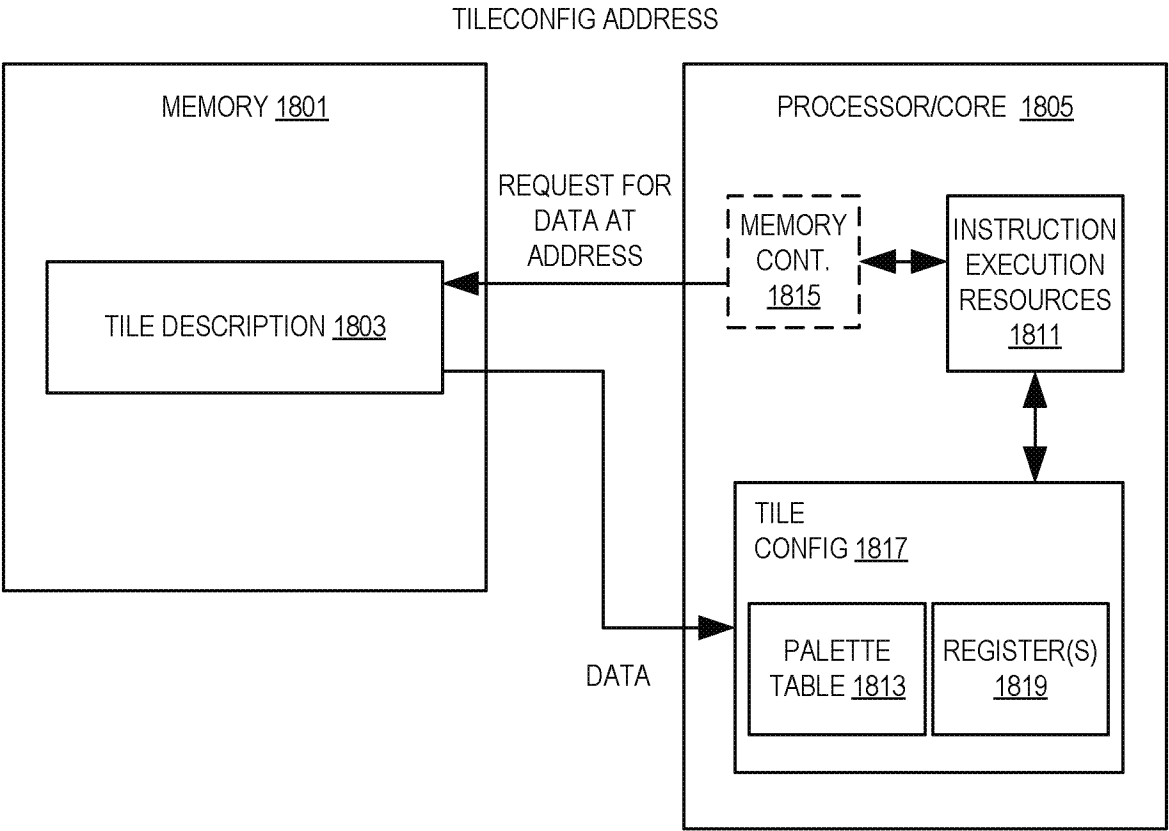 TILECONFIG ADDRESS
MEMORY 1801
TILE DESCRIPTION 1803
REQUEST FOR
DATA AT
ADDRESS
DATA
PROCESSOR/CORE 1805
MEMORY
CONT.
1815
INSTRUCTION
EXECUTION
RESOURCES
1811
TILE
CONFIG 1817
PALETTE
TABLE 1813
REGISTER(S)
1819